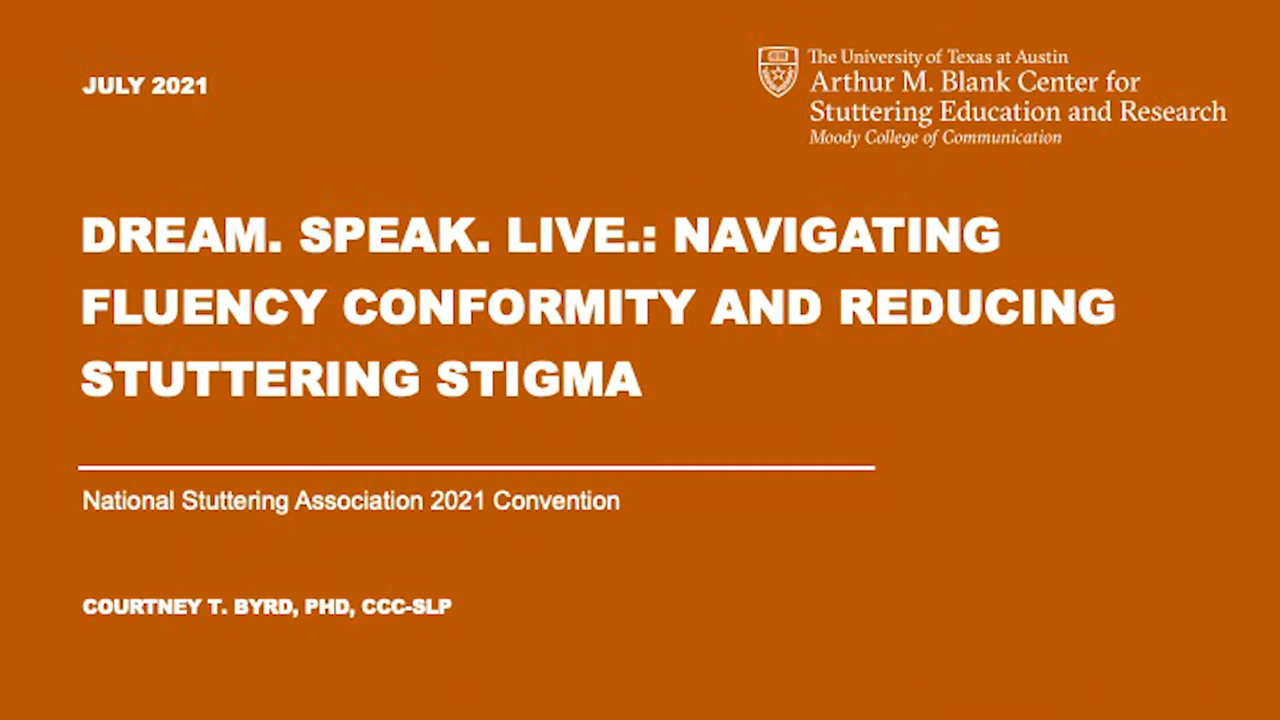 JULY 2021
The University of Texas at Austin
Arthur M. Blank Center for
Stuttering Education and Research
Moody College of Communication
DREAM. SPEAK. LIVE.: NAVIGATING
FLUENCY CONFORMITY AND REDUCING
STUTTERING STIGMA
National Stuttering Association 2021 Convention
COURTNEY T. BYRD, PHD, CCC-SLP